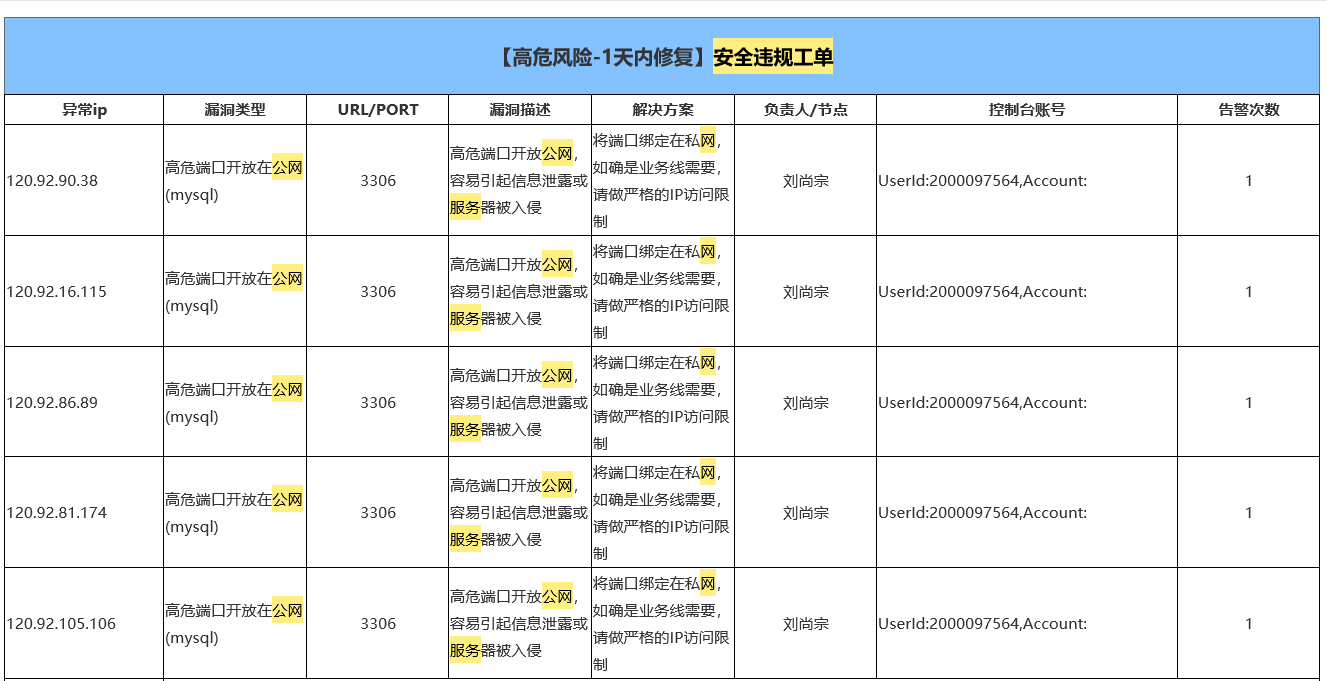 【高危风险-1天内修复】安全违规工单
异常ip 漏洞类型 URL/PORT 漏洞描述 解决方案 负责人/节点 控制台账号 告警次数
120.92.90.38
高危端口开放在公网
(mysql)
3306
高危端口开放公网，
容易引起信息泄露或
服务器被入侵
将端口绑定在私网，
如确是业务线需要，
请做严格的IP访问限
制
刘尚宗
UserId:2000097564,Account:
1
120.92.16.115
高危端口开放在公网
(mysql)
3306
高危端口开放公网，
容易引起信息泄露或
服务器被入侵
将端口绑定在私网，
如确是业务线需要，
请做严格的IP访问限
制
刘尚宗
UserId:2000097564,Account:
1
120.92.86.89
高危端口开放在公网
(mysql)
3306
高危端口开放公网，
容易引起信息泄露或
服务器被入侵
将端口绑定在私网，
如确是业务线需要，
请做严格的IP访问限
制
刘尚宗
UserId:2000097564,Account:
1
120.92.81.174
高危端口开放在公网
(mysql)
3306
高危端口开放公网，
容易引起信息泄露或
服务器被入侵
将端口绑定在私网，
如确是业务线需要，
请做严格的IP访问限
制
刘尚宗
UserId:2000097564,Account:
1
120.92.105.106
高危端口开放在公网
(mysql)
3306
高危端口开放公网，
容易引起信息泄露或
服务器被入侵
将端口绑定在私网，
如确是业务线需要，
请做严格的IP访问限
制
刘尚宗
UserId:2000097564,Account:
1